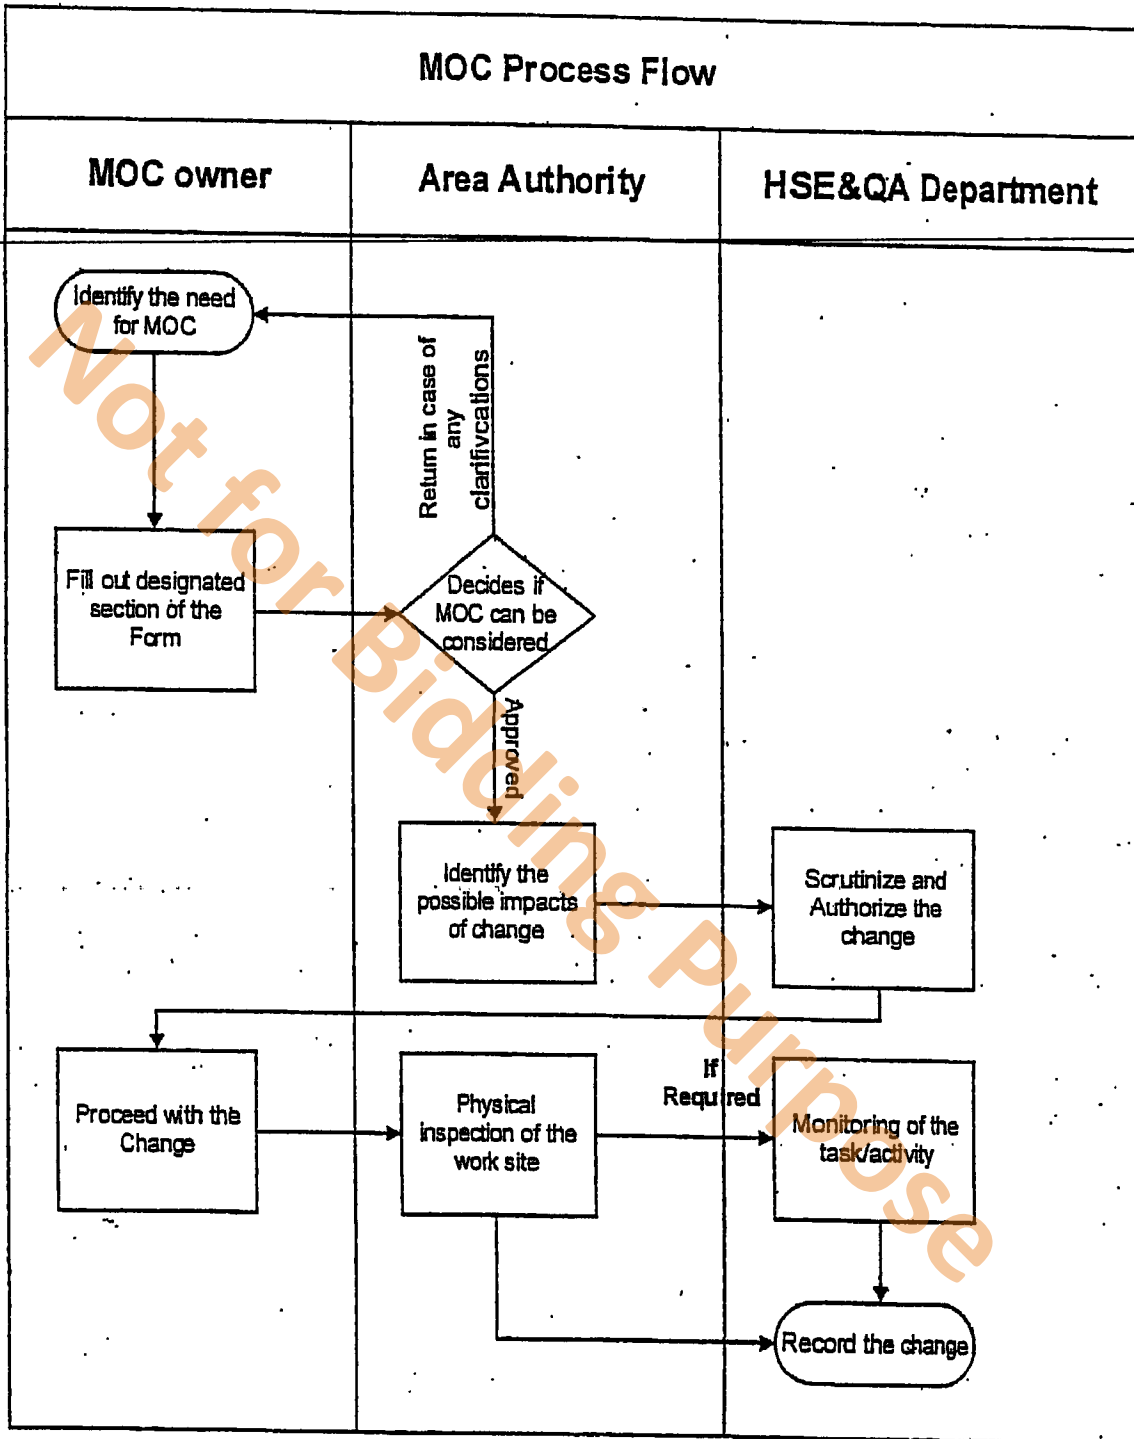 MOC Process Flow
MOC owner
Area Authority
HSE&QA Department
Identify the need
for MOC
Return in case of
any
clarifivcations
Fill out designated
section of the
Form
Decides if
MOC can be
considered
Approved
Identify the
possible impacts
of change
Scrutinize and
Authorize the
change
Proceed with the
Change
Physical
inspection of the
work site
If
Required
Monitoring of the
task/activity
Record the change
Not for Bidding Purpose